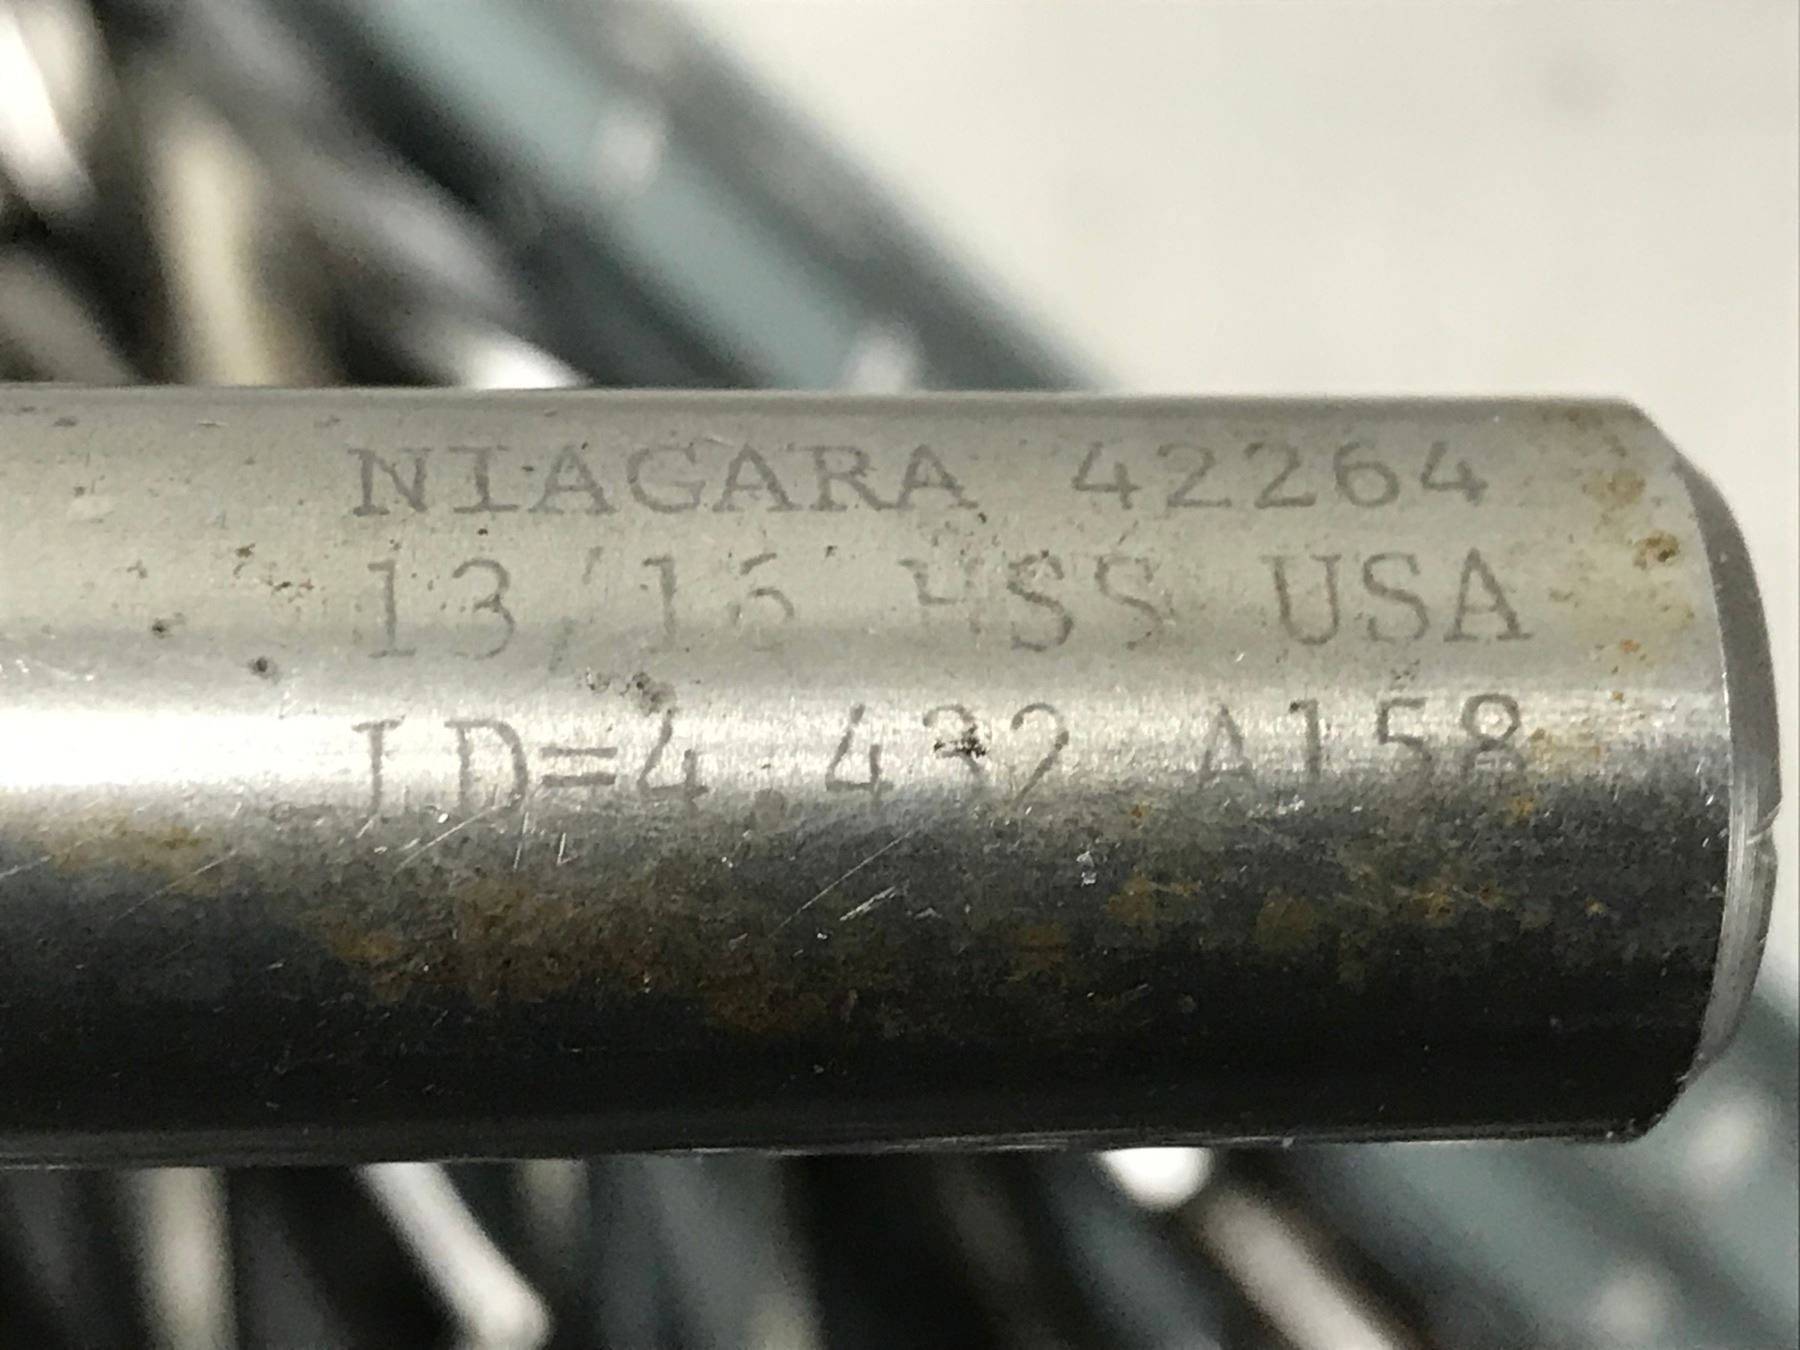 NIAGARA 42264
13/16 HSS USA
ID=4.432 A158